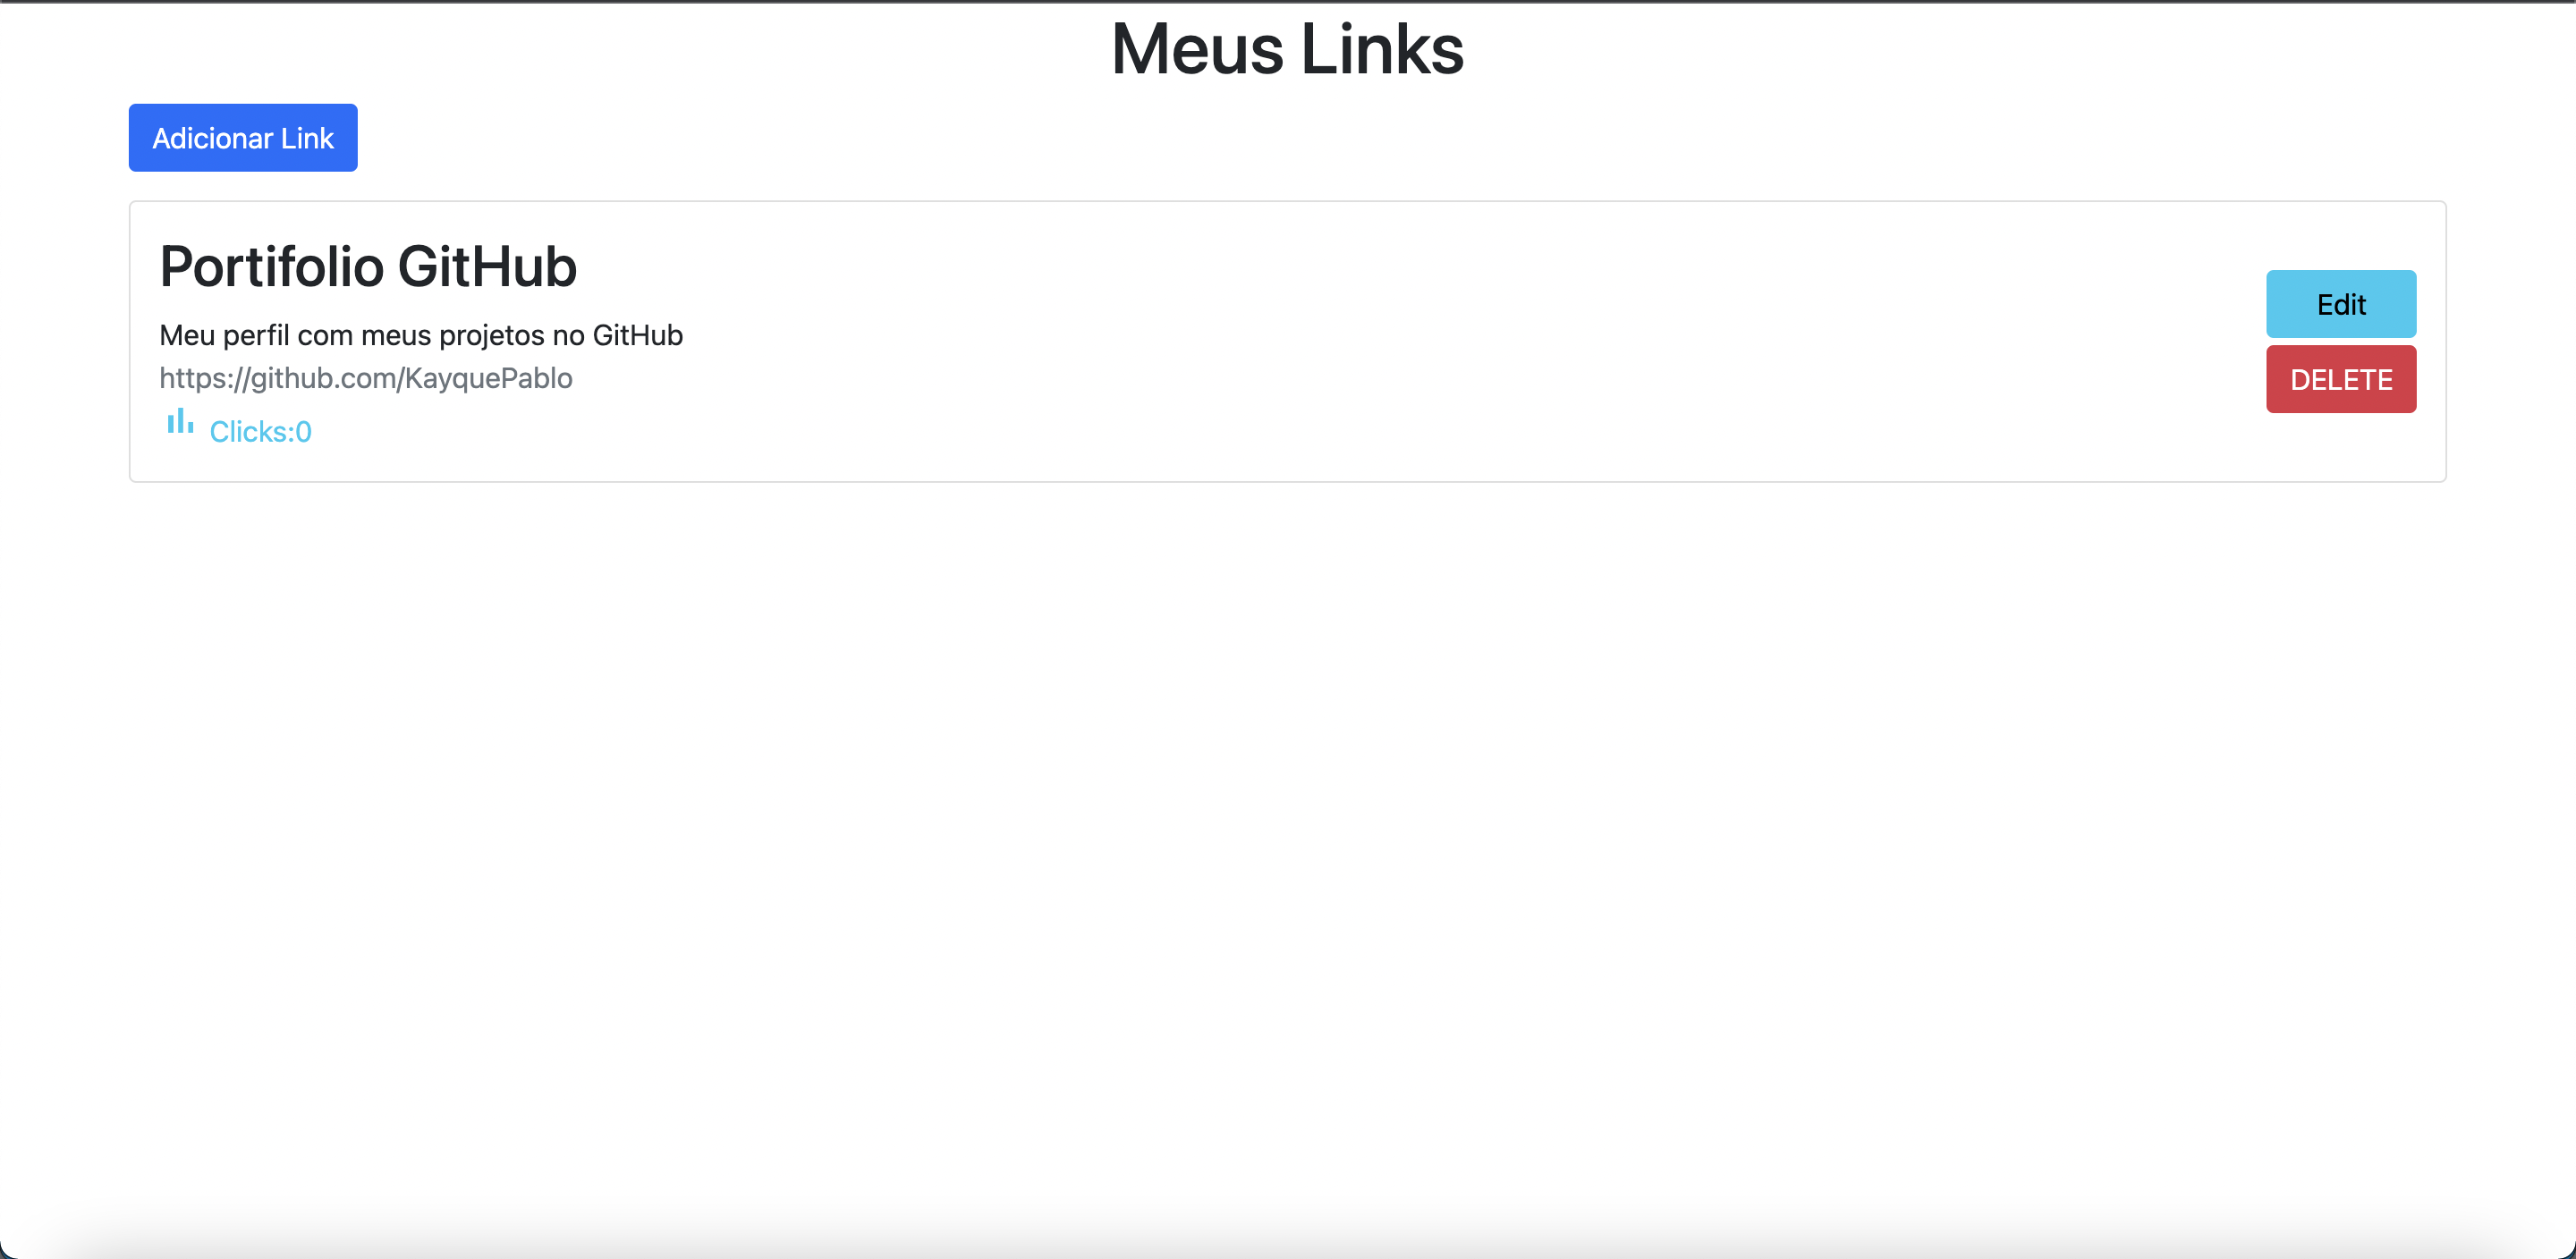 Meus Links
Adicionar Link
Portifolio GitHub
Meu perfil com meus projetos no GitHub
https://github.com/KayquePablo
Clicks:0
Edit
DELETE